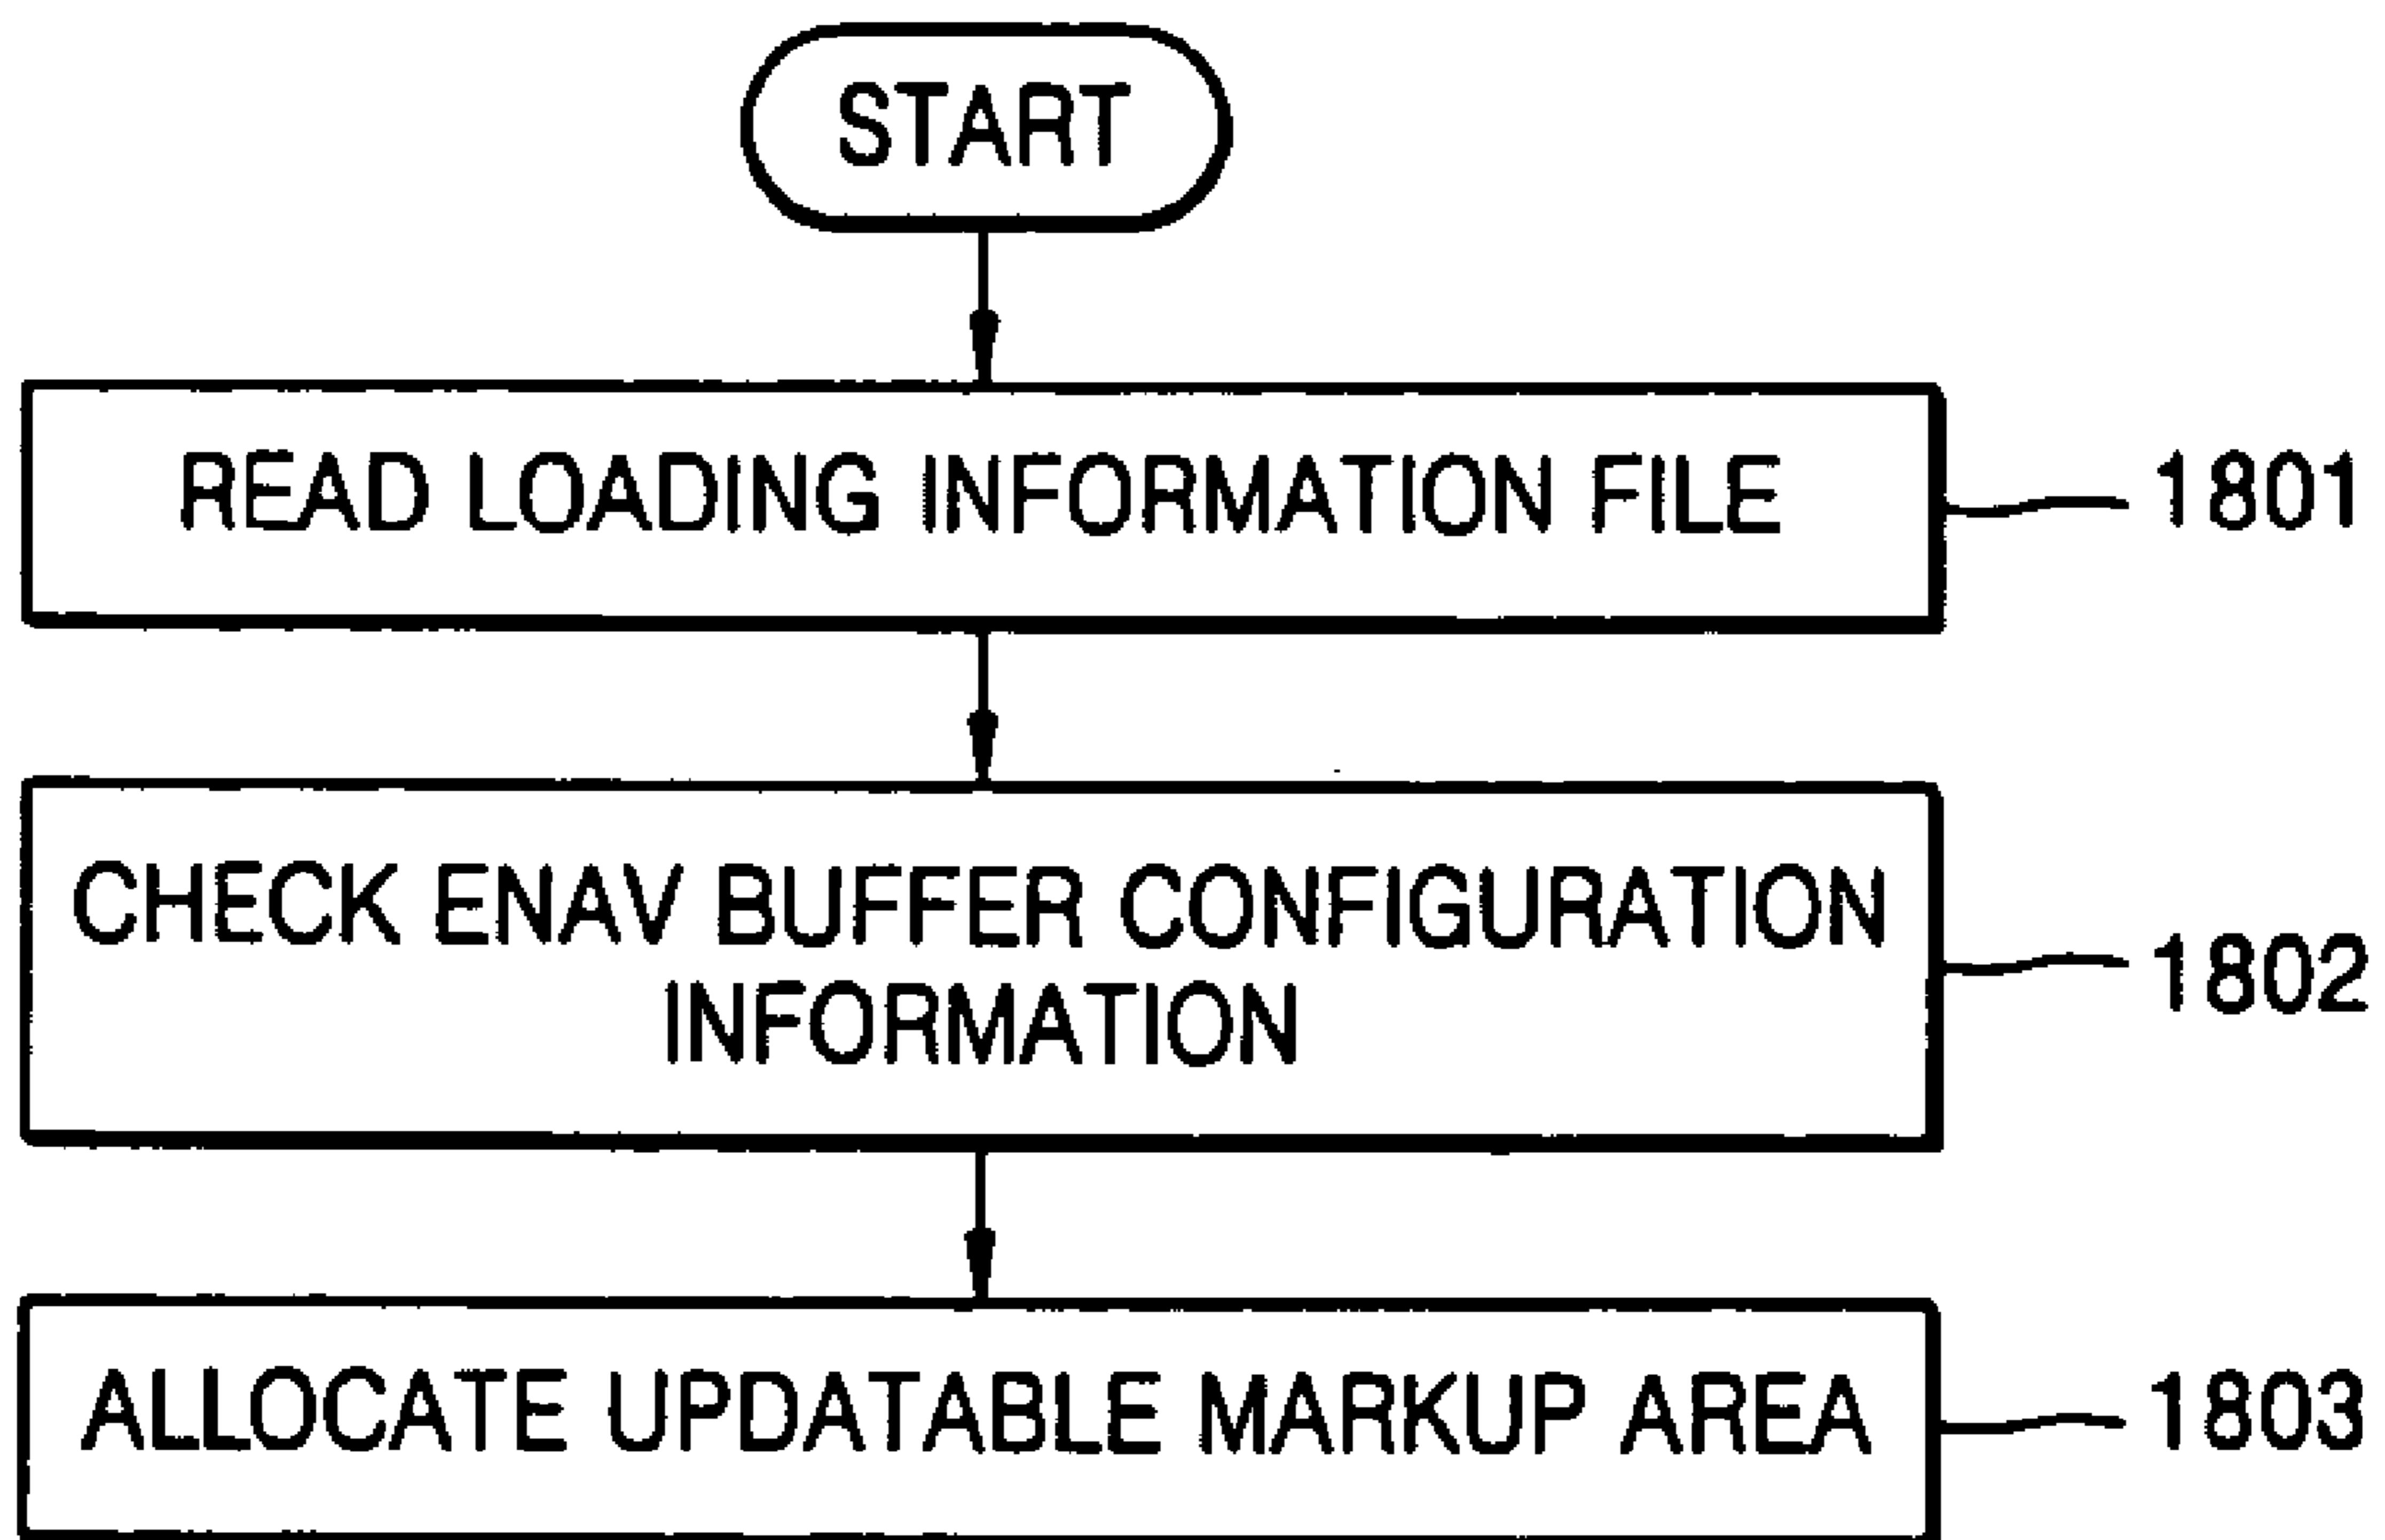 START
READ LOADING INFORMATION FILE
1801
CHECK ENAV BUFFER CONFIGURATION
INFORMATION
1802
ALLOCATE UPDATABLE MARKUP AREA
1803